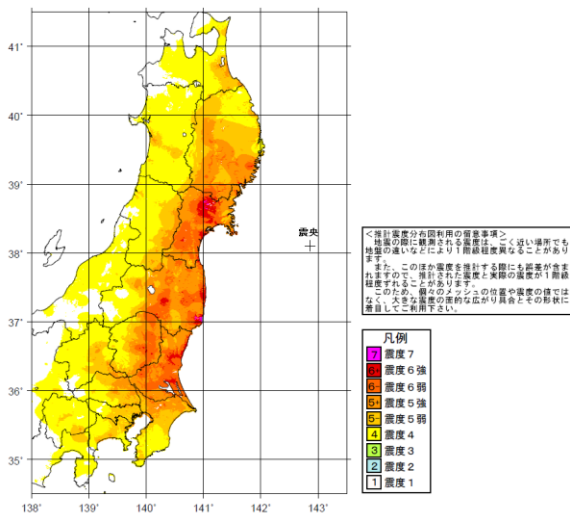 41°
40°
39°
38°
37°
36°
35°
138°
139°
140°
141°
142°
143°
震央
＜推計震度分布図利用の留意事項＞
地震の際に観測される震度は、ごく近い場所でも
地盤の違いなどにより１階級程度異なることがあり
ます。
また、このほか震度を推計する際にも誤差が含ま
れますので、推計された震度と実際の震度が１階級
程度ずれることがあります。
このため、個々のメッシュの位置や震度の値では
なく、大きな震度の面的な広がり具合とその形状に
着目してご利用下さい。
凡例
7 震度７
6+ 震度６強
6- 震度６弱
5+ 震度５強
5- 震度５弱
4 震度４
3 震度３
2 震度２
1 震度１